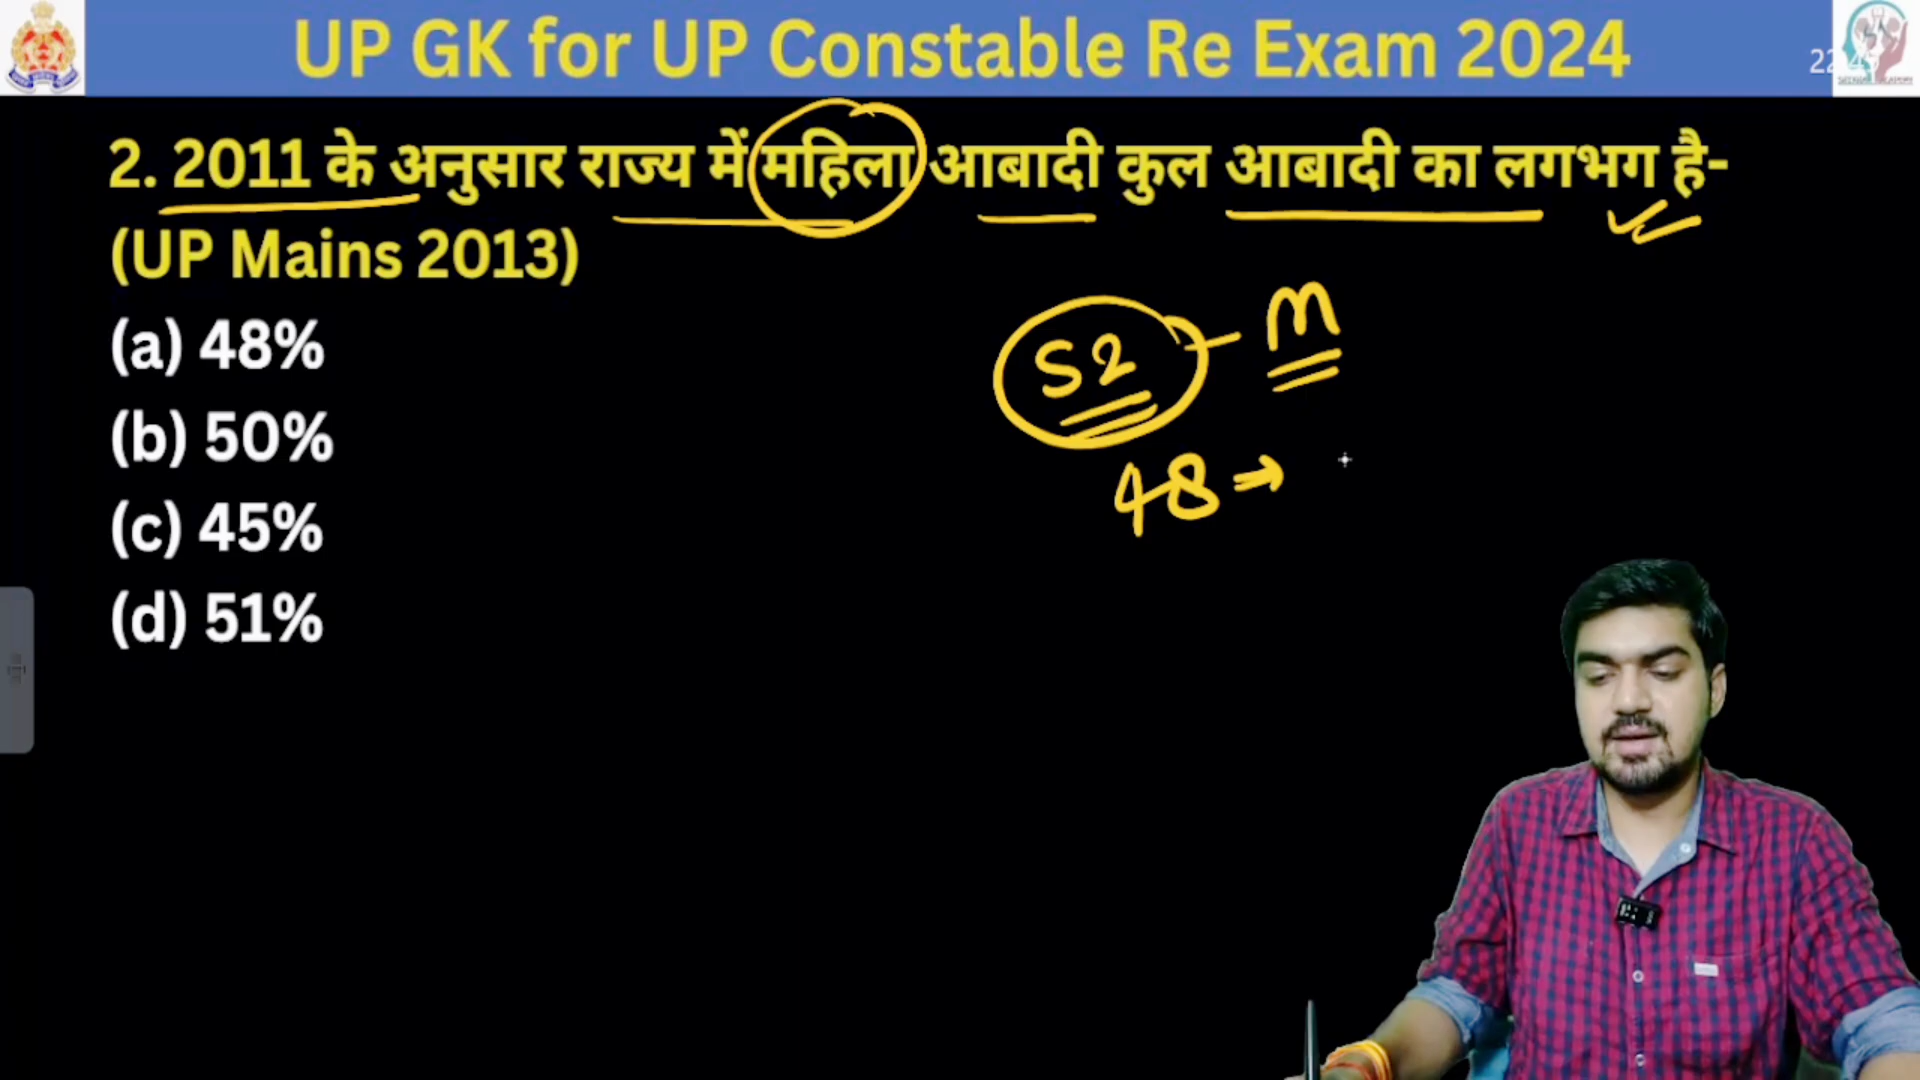 UP GK for UP Constable Re Exam 2024
2. 2011 के अनुसार राज्य में महिला आबादी कुल आबादी का लगभग है-
(UP Mains 2013)
(a) 48%
(b) 50%
(c) 45%
(d) 51%
52 - M
48 →